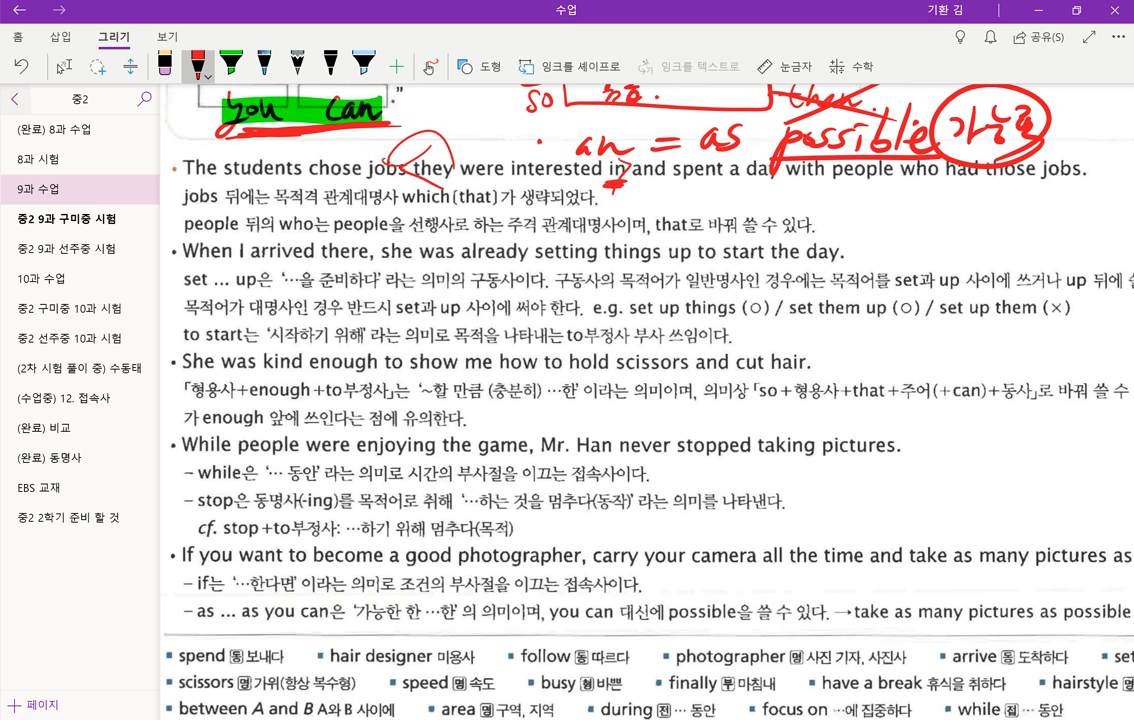 수업
기환 김
홈 삽입 그리기 보기
공유(S)
도형 잉크를 셰이프로 잉크를 텍스트로 눈금자 수학
중2
(완료) 8과 수업
8과 시험
9과 수업
중2 9과 구미중 시험
중2 9과 선주중 시험
10과 수업
중2 구미중 10과 시험
중2 선주중 10과 시험
(2차 시험 풀이 중) 수동태
(수업중) 12. 접속사
(완료) 비교
(완료) 동명사
EBS 교재
중2 2학기 준비 할 것
페이지
you can ."
so then
= as possible 가능한
• The students chose jobs they were interested in and spent a day with people who had those jobs.
jobs 뒤에는 목적격 관계대명사 which(that)가 생략되었다.
people 뒤의 who는 people을 선행사로 하는 주격 관계대명사이며, that로 바꿔 쓸 수 있다.
• When I arrived there, she was already setting things up to start the day.
set ... up은 '…을 준비하다' 라는 의미의 구동사이다. 구동사의 목적어가 일반명사인 경우에는 목적어를 set과 up 사이에 쓰거나 up 뒤에
목적어가 대명사인 경우 반드시 set과 up 사이에 써야 한다. e.g. set up things (○) / set them up (○) / set up them (×)
to start는 '시작하기 위해' 라는 의미로 목적을 나타내는 to부정사 부사 쓰임이다.
• She was kind enough to show me how to hold scissors and cut hair.
「형용사+enough+to부정사」는 '~할 만큼 (충분히) …한' 이라는 의미이며, 의미상 「so+형용사+that+주어(+can)+동사」로 바꿔 쓸 수
가 enough 앞에 쓰인다는 점에 유의한다.
• While people were enjoying the game, Mr. Han never stopped taking pictures.
– while은 '… 동안' 라는 의미로 시간의 부사절을 이끄는 접속사이다.
– stop은 동명사(-ing)를 목적어로 취해 '…하는 것을 멈추다(동작)' 라는 의미를 나타낸다.
cf. stop+to부정사: …하기 위해 멈추다(목적)
• If you want to become a good photographer, carry your camera all the time and take as many pictures as
– if는 '…한다면' 이라는 의미로 조건의 부사절을 이끄는 접속사이다.
– as ... as you can은 '가능한 한 …한' 의 의미이며, you can 대신에 possible을 쓸 수 있다. →take as many pictures as possible
▪ spend 동 보내다 ▪ hair designer 미용사 ▪ follow 동 따르다 ▪ photographer 명 사진 기자, 사진사 ▪ arrive 동 도착하다 ▪ set
▪ scissors 명 가위(항상 복수형) ▪ speed 명 속도 ▪ busy 형 바쁜 ▪ finally 부 마침내 ▪ have a break 휴식을 취하다 ▪ hairstyle 명
▪ between A and B A와 B 사이에 ▪ area 명 구역, 지역 ▪ during 전 … 동안 ▪ focus on …에 집중하다 ▪ while 접 … 동안